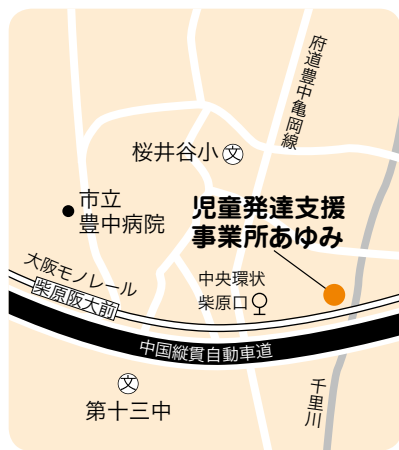 府道豊中亀岡線
桜井谷小
文
市立
豊中病院
児童発達支援
事業所あゆみ
大阪モノレール
柴原阪大前
中央環状
柴原口
中国縦貫自動車道
文
第十三中
千里川